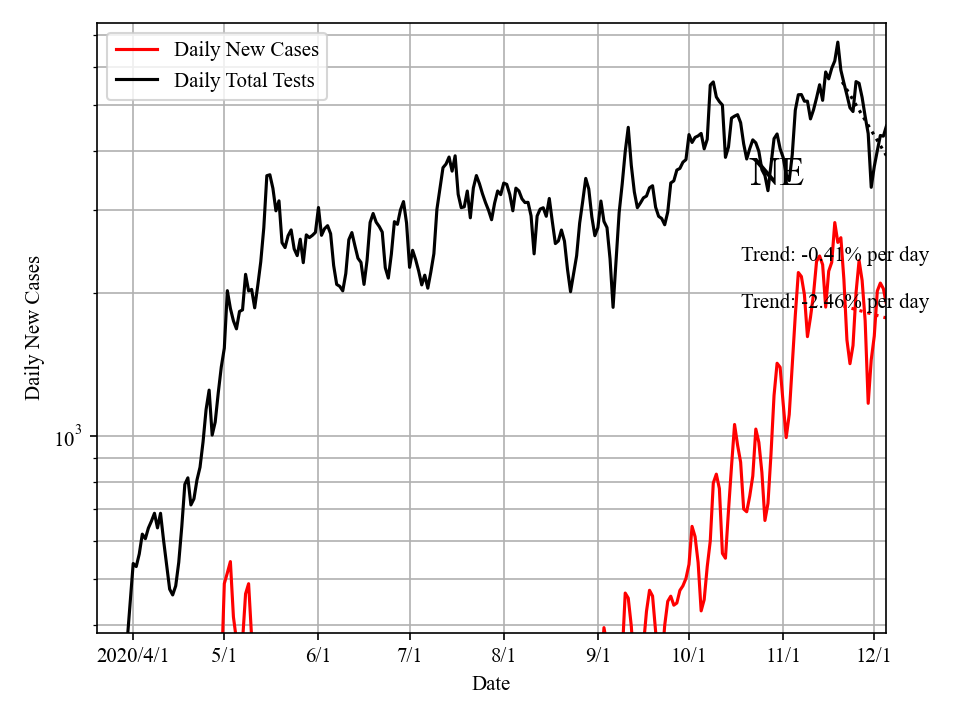 Daily New Cases
Daily Total Tests
NE
Trend: -0.41% per day
Trend: -2.46% per day
Daily New Cases
10³
2020/4/1 5/1 6/1 7/1 8/1 9/1 10/1 11/1 12/1
Date